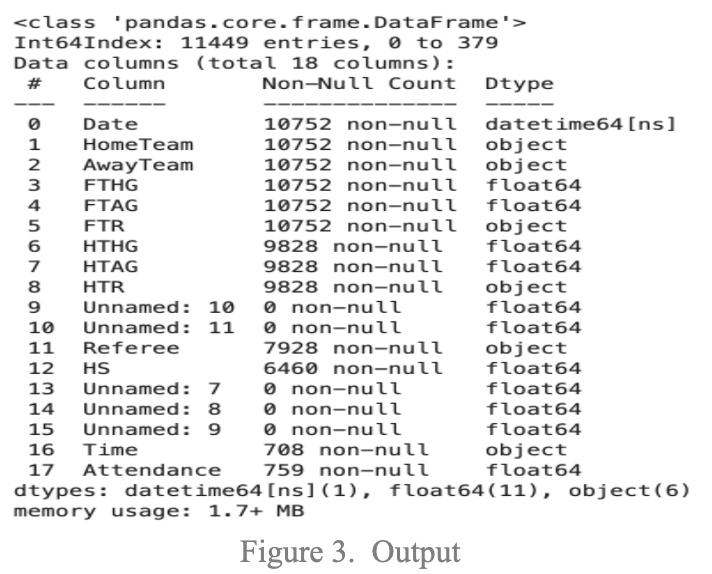 <class 'pandas.core.frame.DataFrame'>
Int64Index: 11449 entries, 0 to 379
Data columns (total 18 columns):
#   Column   Non-Null Count   Dtype
---   ------   --------------   -----
0   Date   10752 non-null   datetime64[ns]
1   HomeTeam   10752 non-null   object
2   AwayTeam   10752 non-null   object
3   FTHG   10752 non-null   float64
4   FTAG   10752 non-null   float64
5   FTR   10752 non-null   object
6   HTHG   9828 non-null   float64
7   HTAG   9828 non-null   float64
8   HTR   9828 non-null   object
9   Unnamed: 10   0 non-null   float64
10   Unnamed: 11   0 non-null   float64
11   Referee   7928 non-null   object
12   HS   6460 non-null   float64
13   Unnamed: 7   0 non-null   float64
14   Unnamed: 8   0 non-null   float64
15   Unnamed: 9   0 non-null   float64
16   Time   708 non-null   object
17   Attendance   759 non-null   float64
dtypes: datetime64[ns](1), float64(11), object(6)
memory usage: 1.7+ MB
Figure 3. Output